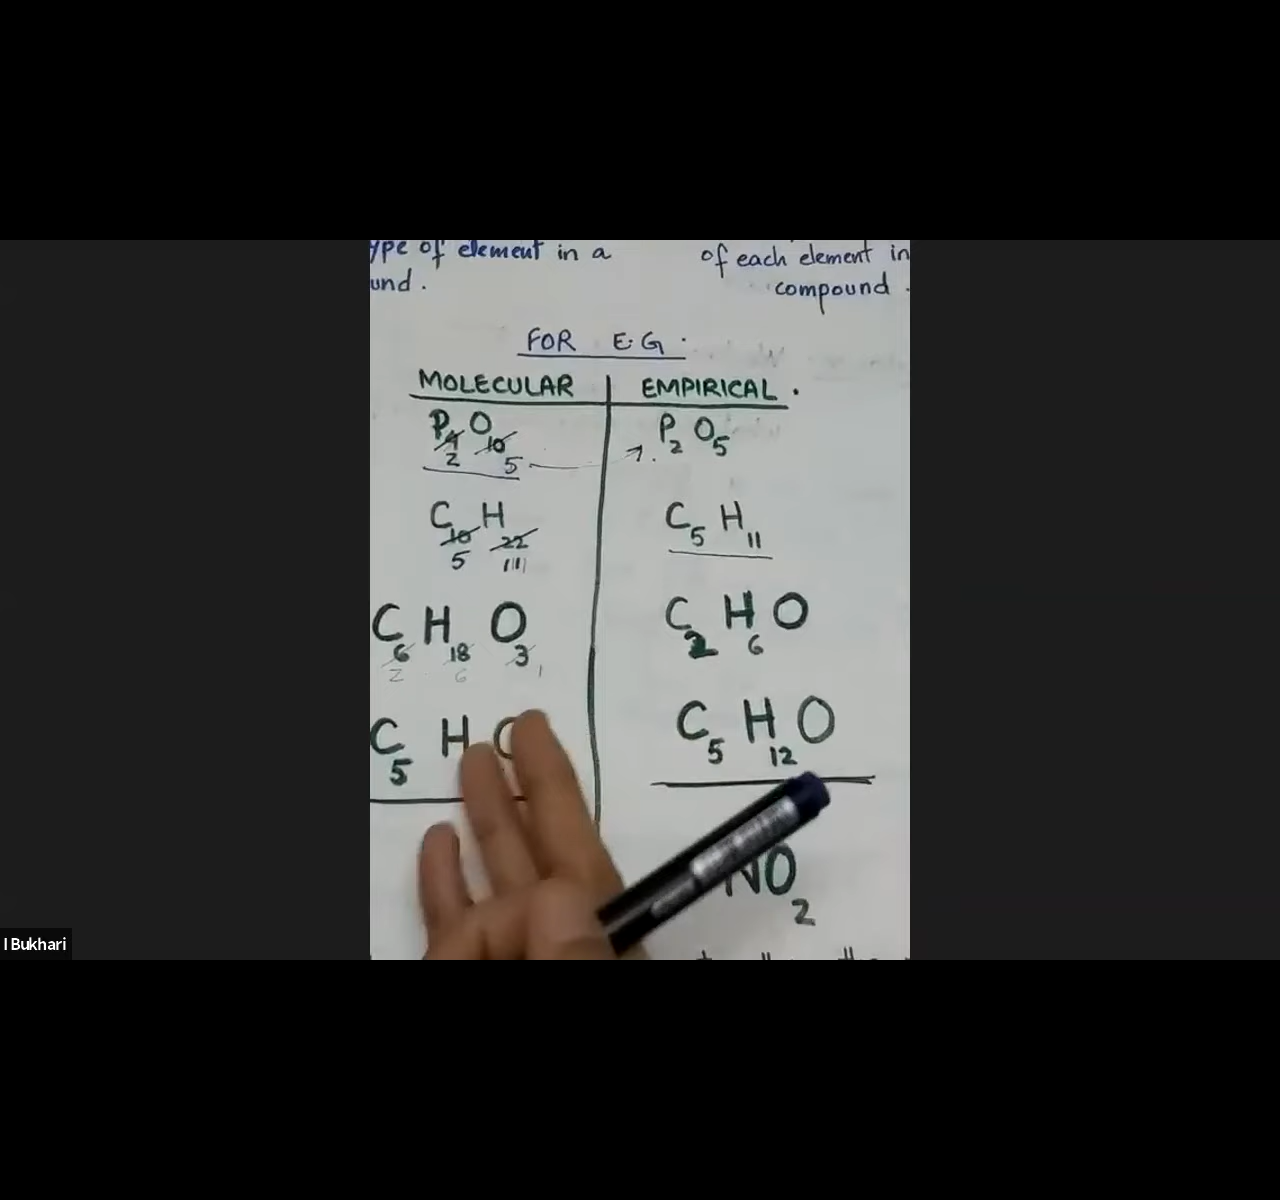 ype of element in a
und.
of each element in
compound.
FOR E.G.
MOLECULAR
EMPIRICAL.
P4 O10
2 5
P2 O5
C10 H22
5 11
C5 H11
C6 H18 O3
2 6 1
C2 H6 O
C5 H O
C5 H12 O
NO2
I Bukhari